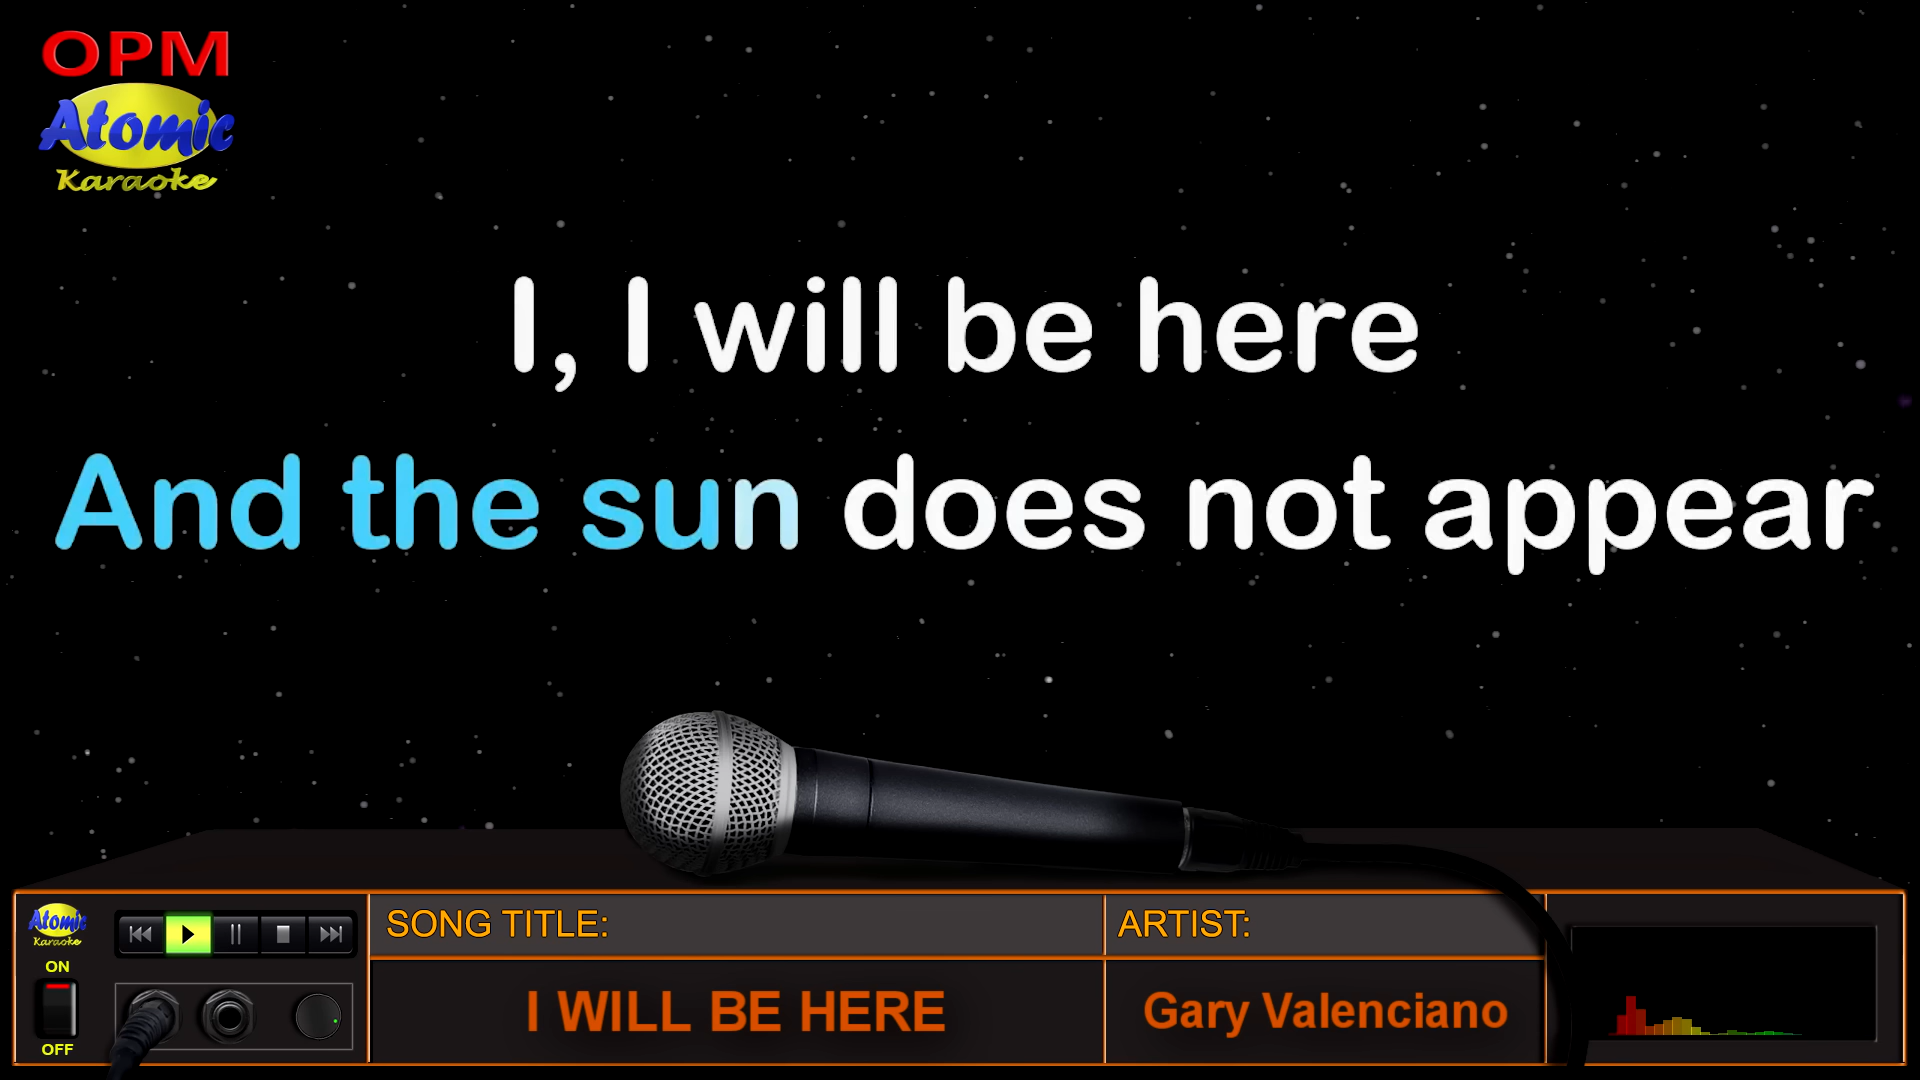 OPM
Atomic
Karaoke
I, I will be here
And the sun does not appear
Atomic
Karaoke
ON
OFF
SONG TITLE:
ARTIST:
I WILL BE HERE
Gary Valenciano